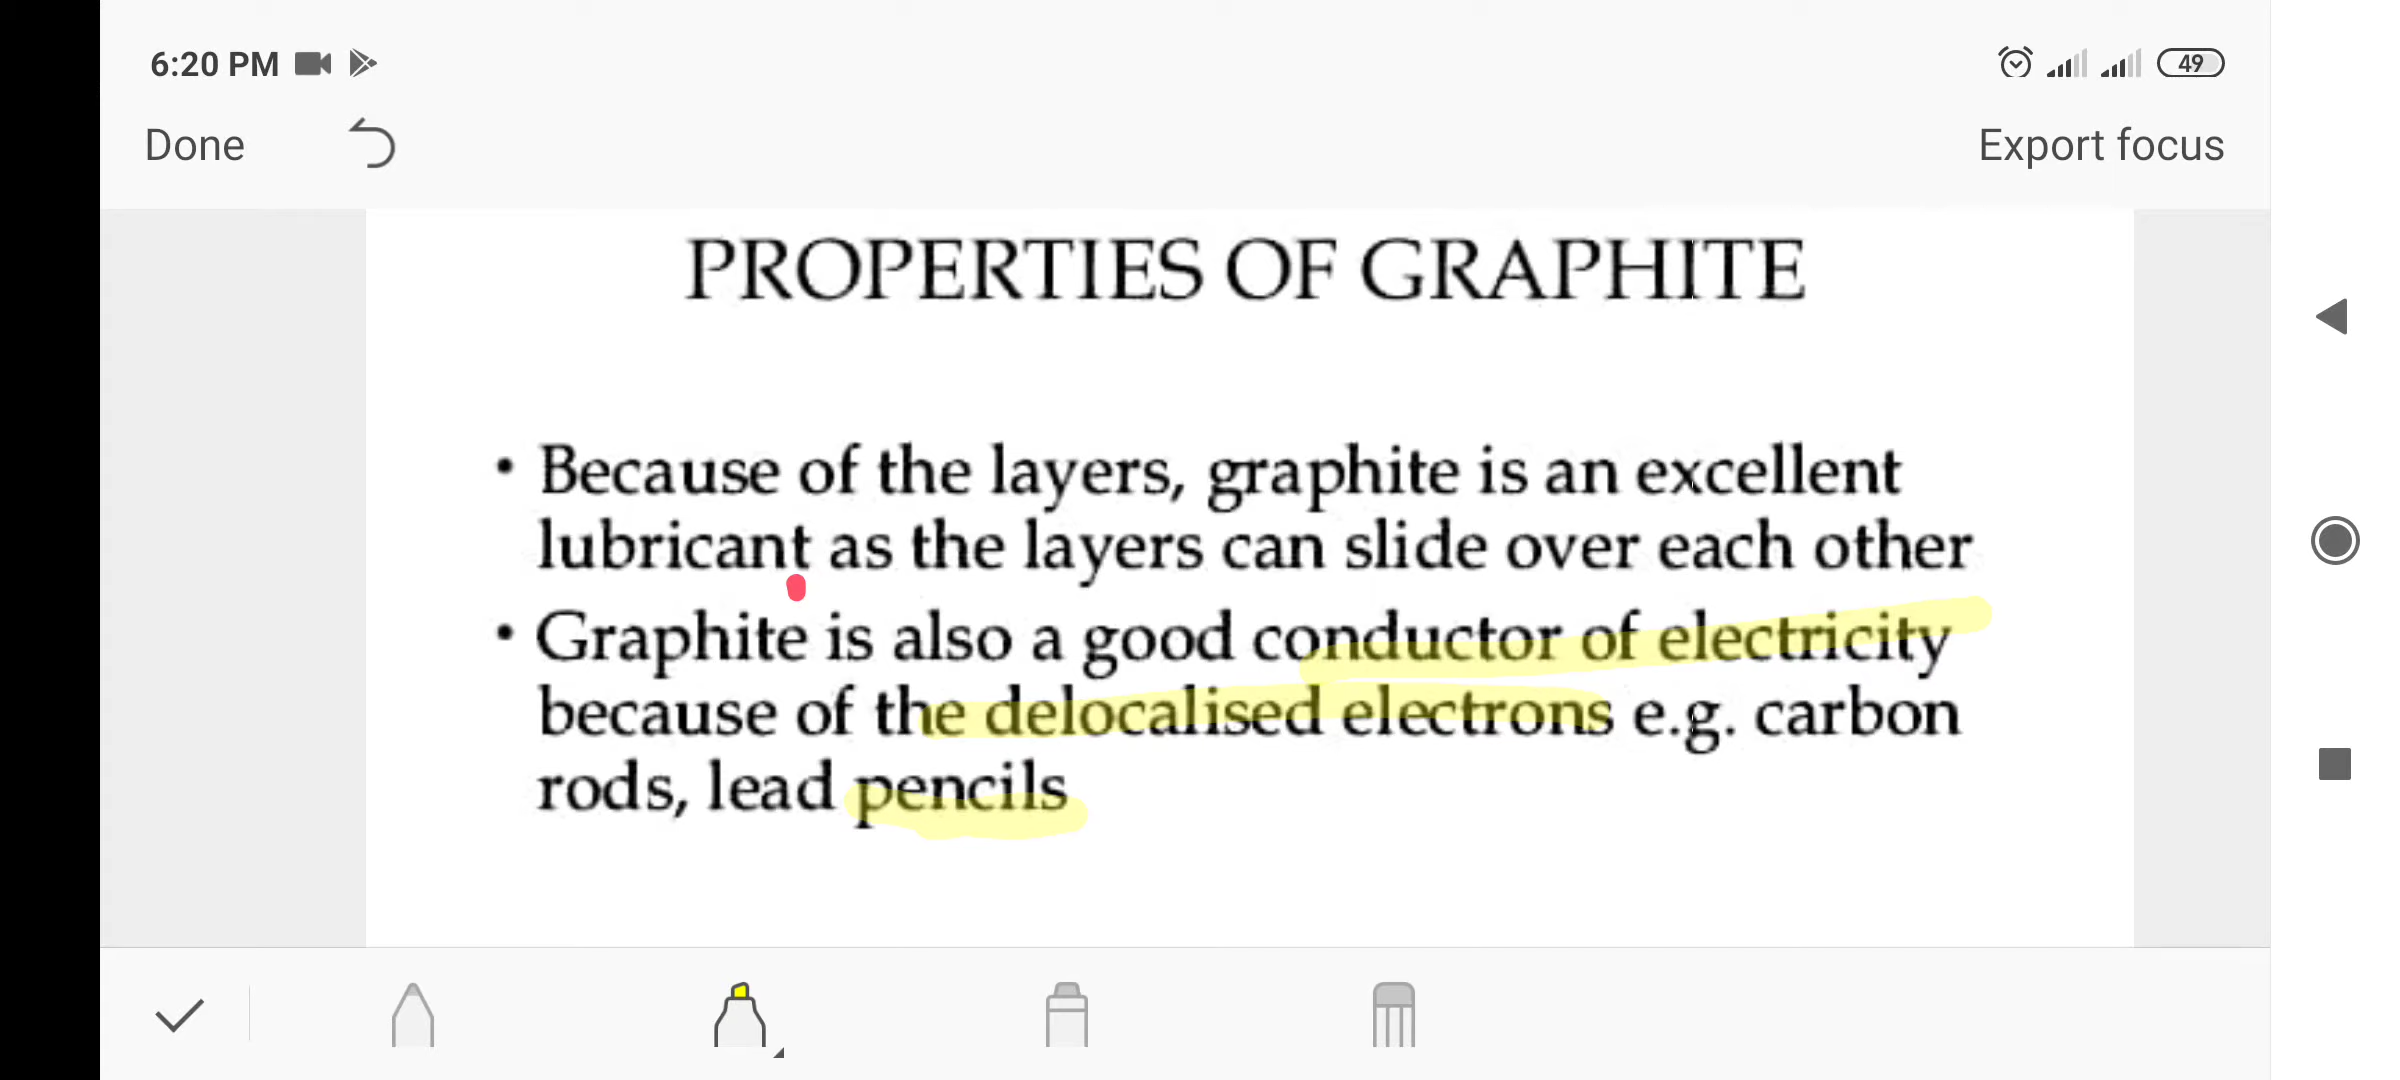 6:20 PM
49
Done
Export focus
PROPERTIES OF GRAPHITE
• Because of the layers, graphite is an excellent
lubricant as the layers can slide over each other
• Graphite is also a good conductor of electricity
because of the delocalised electrons e.g. carbon
rods, lead pencils